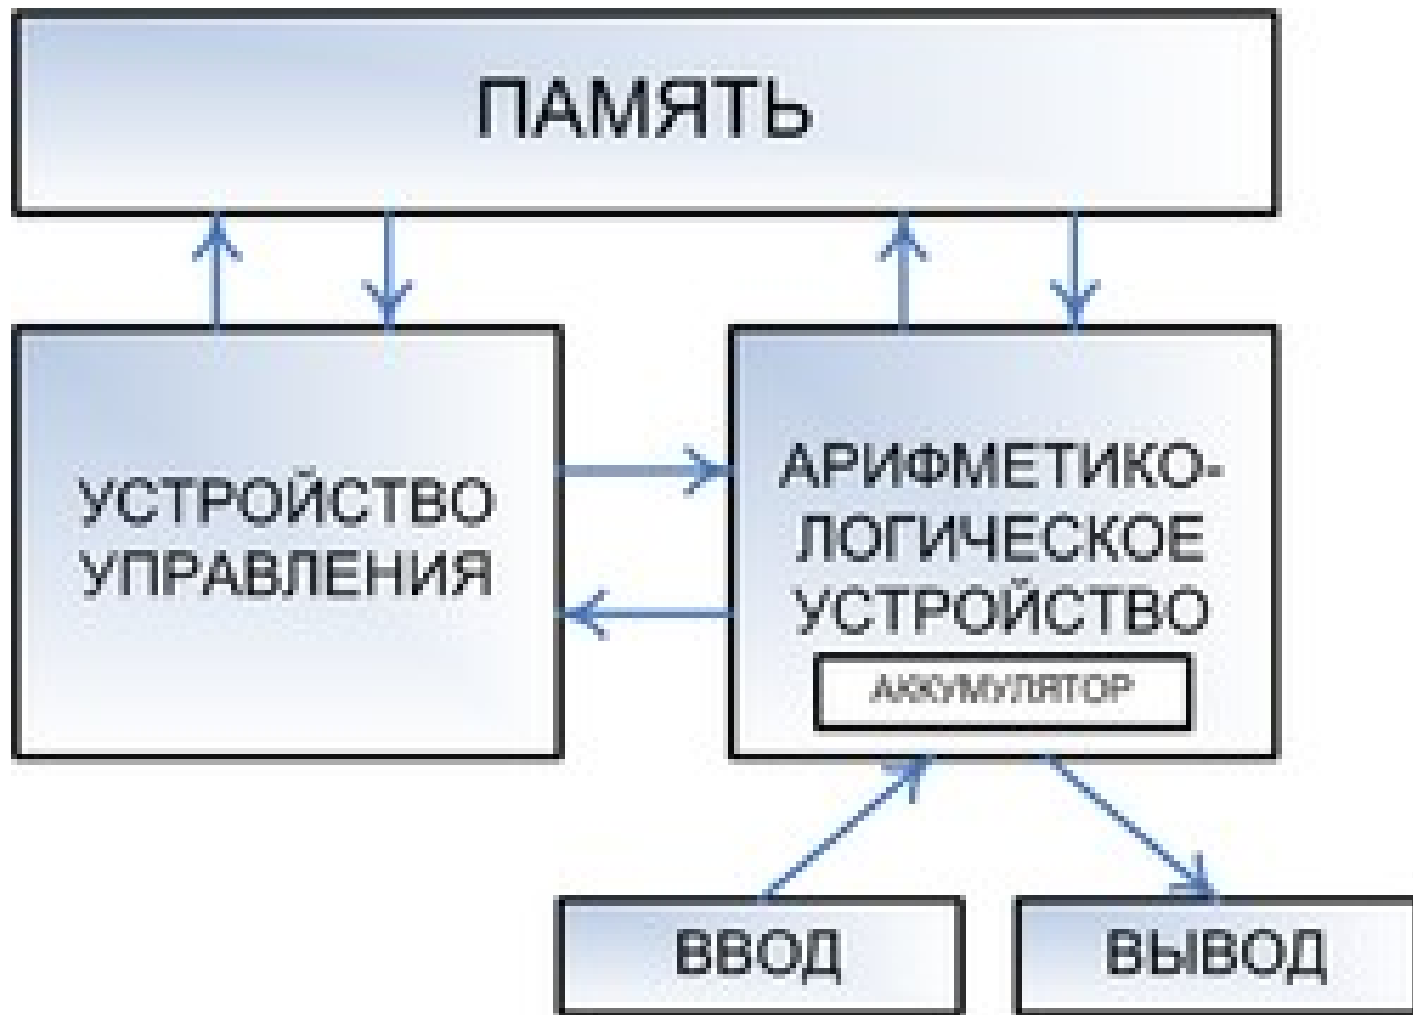 ПАМЯТЬ
УСТРОЙСТВО
УПРАВЛЕНИЯ
АРИФМЕТИКО-
ЛОГИЧЕСКОЕ
УСТРОЙСТВО
АККУМУЛЯТОР
ВВОД
ВЫВОД